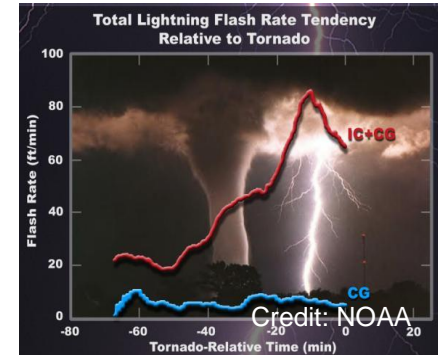 Total Lightning Flash Rate Tendency
Relative to Tornado
Flash Rate (ft/min)
100
80
60
40
20
0
IC+CG
CG
Credit: NOAA
-80
-60
-40
-20
0
20
Tornado-Relative Time (min)